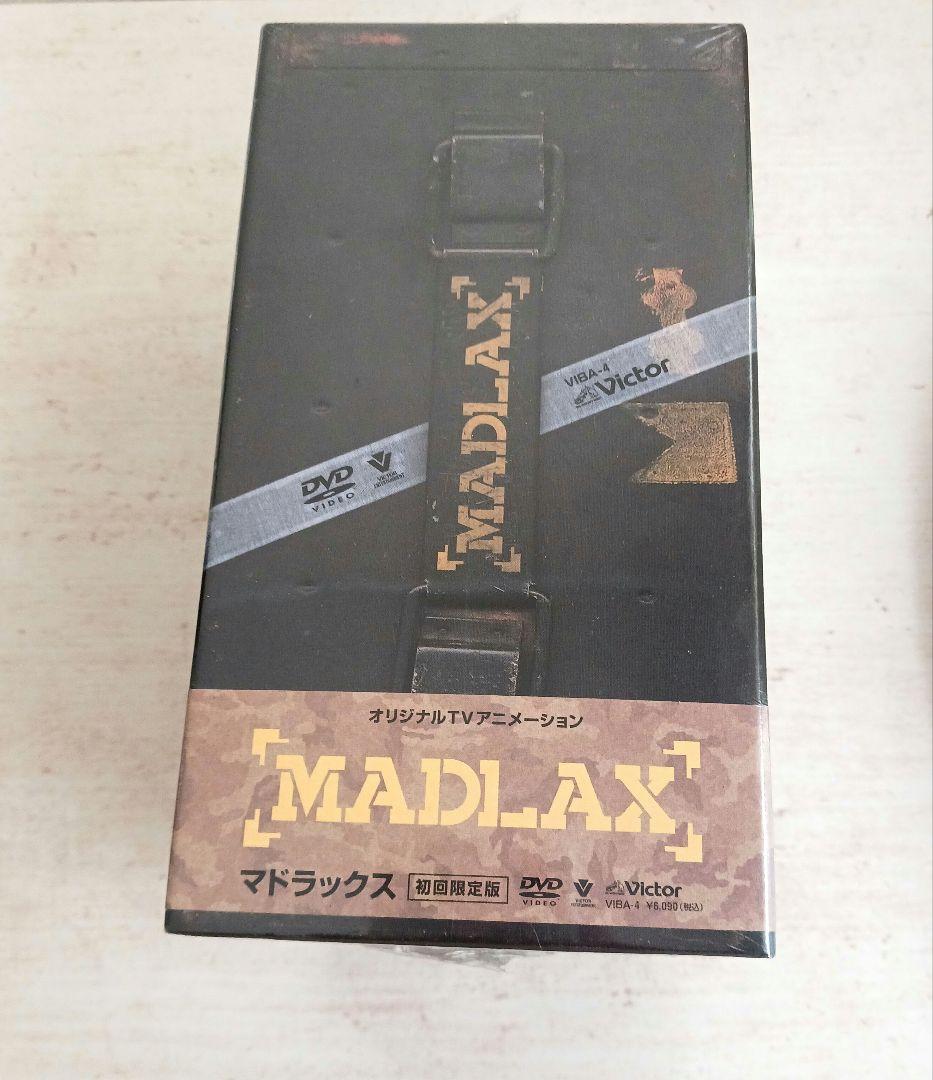 MADLAX
VIBA-4
Victor
DVD
VIDEO
VICTOR
ENTERTAINMENT
オリジナルTVアニメーション
MADLAX
マドラックス 初回限定版 DVD VIDEO VICTOR ENTERTAINMENT Victor
VIBA-4 ¥6,090(税込)